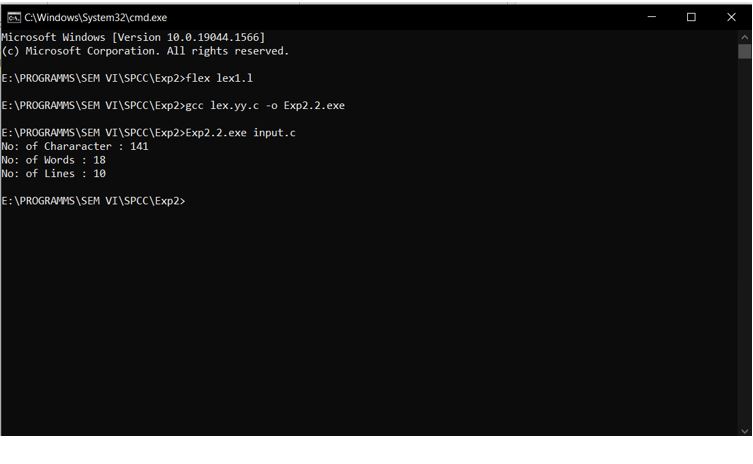 C:\Windows\System32\cmd.exe
Microsoft Windows [Version 10.0.19044.1566]
(c) Microsoft Corporation. All rights reserved.
E:\PROGRAMMS\SEM VI\SPCC\Exp2>flex lex1.l
E:\PROGRAMMS\SEM VI\SPCC\Exp2>gcc lex.yy.c -o Exp2.2.exe
E:\PROGRAMMS\SEM VI\SPCC\Exp2>Exp2.2.exe input.c
No: of Chararacter : 141
No: of Words : 18
No: of Lines : 10
E:\PROGRAMMS\SEM VI\SPCC\Exp2>